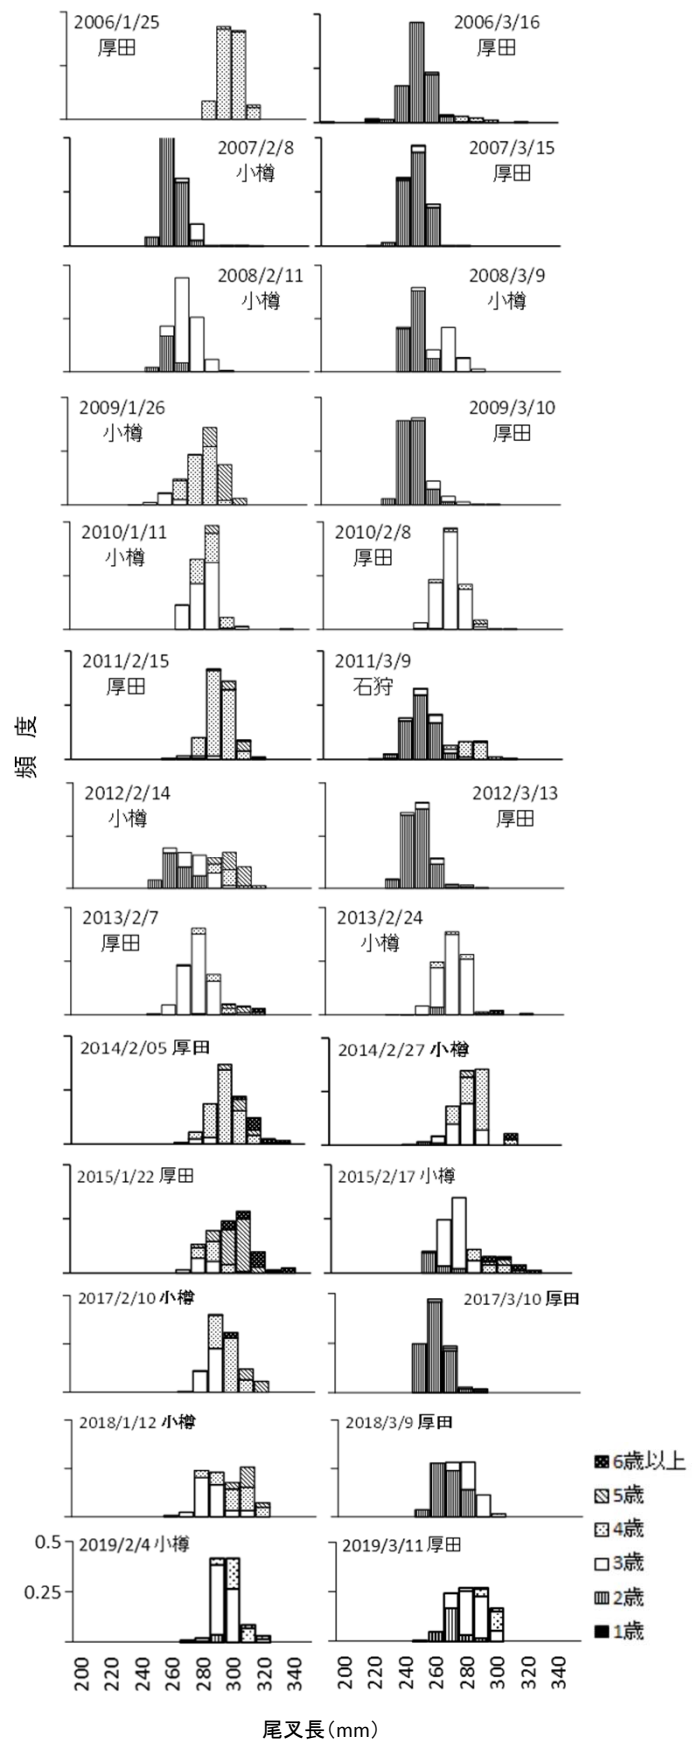 2006/1/25
厚田
2006/3/16
厚田
2007/2/8
小樽
2007/3/15
厚田
2008/2/11
小樽
2008/3/9
小樽
2009/1/26
小樽
2009/3/10
厚田
2010/1/11
小樽
2010/2/8
厚田
2011/2/15
厚田
2011/3/9
石狩
2012/2/14
小樽
2012/3/13
厚田
2013/2/7
厚田
2013/2/24
小樽
2014/2/05 厚田
2014/2/27 小樽
2015/1/22 厚田
2015/2/17 小樽
2017/2/10 小樽
2017/3/10 厚田
2018/1/12 小樽
2018/3/9 厚田
2019/2/4 小樽
2019/3/11 厚田
頻度
0.5
0.25
200 220 240 260 280 300 320 340
200 220 240 260 280 300 320 340
尾叉長(mm)
6歳以上
5歳
4歳
3歳
2歳
1歳